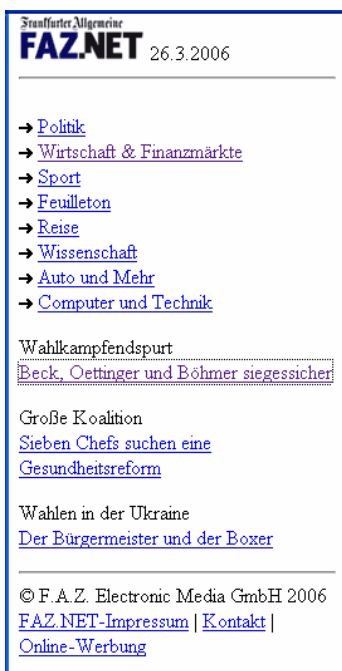 Frankfurter Allgemeine
FAZ.NET 26.3.2006
➔ Politik
➔ Wirtschaft & Finanzmärkte
➔ Sport
➔ Feuilleton
➔ Reise
➔ Wissenschaft
➔ Auto und Mehr
➔ Computer und Technik
Wahlkampfendspurt
Beck, Oettinger und Böhmer siegessicher
Große Koalition
Sieben Chefs suchen eine
Gesundheitsreform
Wahlen in der Ukraine
Der Bürgermeister und der Boxer
© F.A.Z. Electronic Media GmbH 2006
FAZ.NET-Impressum | Kontakt |
Online-Werbung